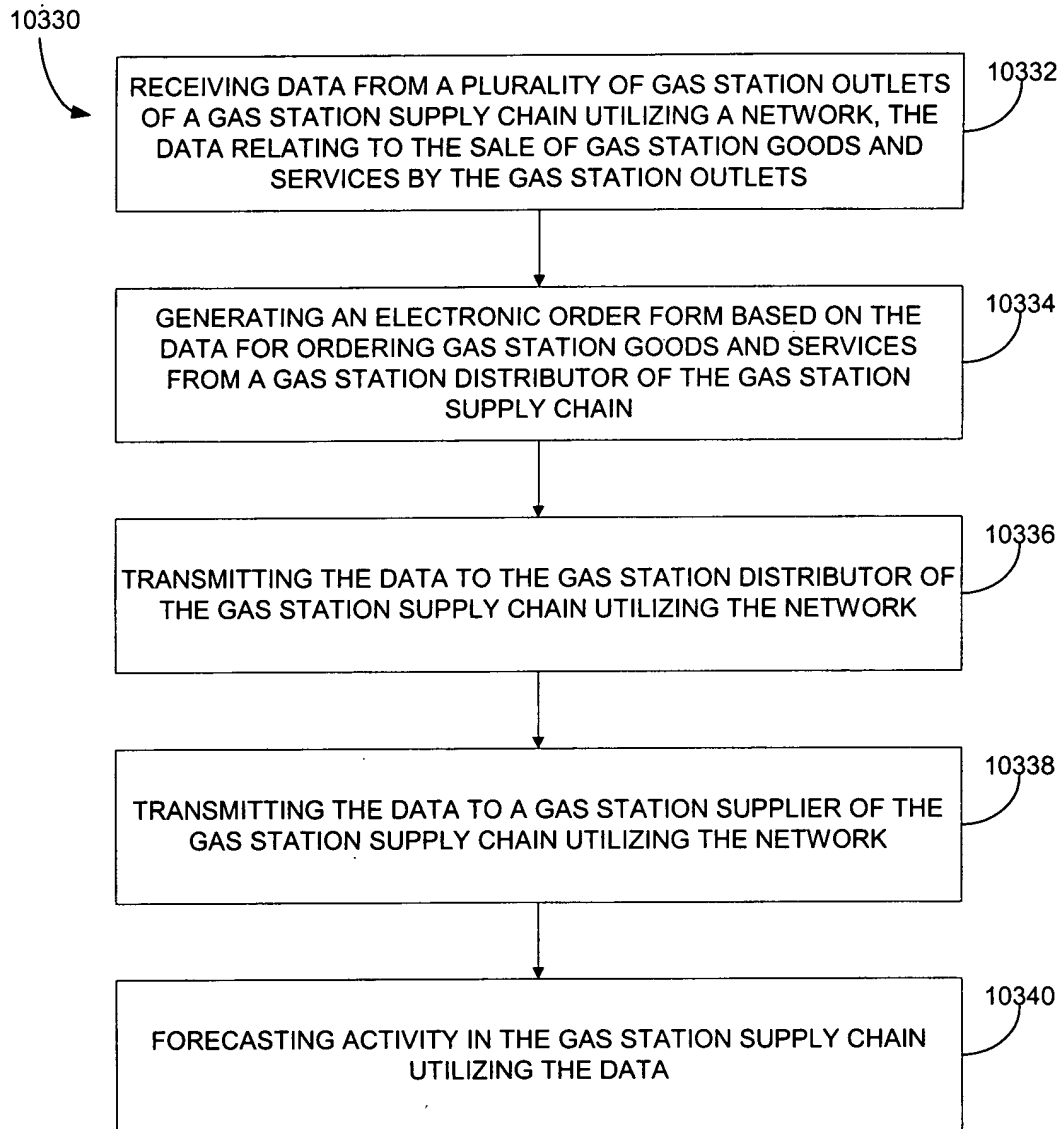 10330
RECEIVING DATA FROM A PLURALITY OF GAS STATION OUTLETS
OF A GAS STATION SUPPLY CHAIN UTILIZING A NETWORK, THE
DATA RELATING TO THE SALE OF GAS STATION GOODS AND
SERVICES BY THE GAS STATION OUTLETS
10332
GENERATING AN ELECTRONIC ORDER FORM BASED ON THE
DATA FOR ORDERING GAS STATION GOODS AND SERVICES
FROM A GAS STATION DISTRIBUTOR OF THE GAS STATION
SUPPLY CHAIN
10334
TRANSMITTING THE DATA TO THE GAS STATION DISTRIBUTOR OF
THE GAS STATION SUPPLY CHAIN UTILIZING THE NETWORK
10336
TRANSMITTING THE DATA TO A GAS STATION SUPPLIER OF THE
GAS STATION SUPPLY CHAIN UTILIZING THE NETWORK
10338
FORECASTING ACTIVITY IN THE GAS STATION SUPPLY CHAIN
UTILIZING THE DATA
10340